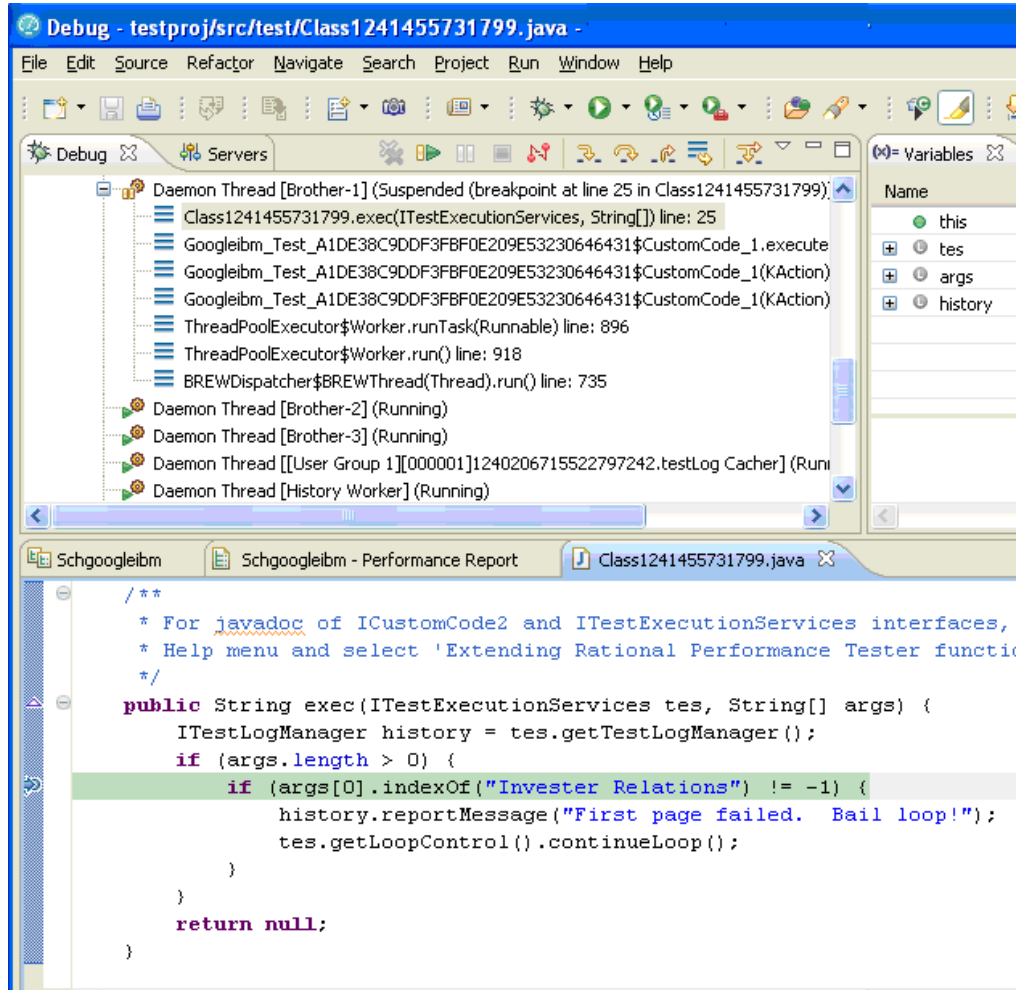 Debug - testproj/src/test/Class1241455731799.java -
File Edit Source Refactor Navigate Search Project Run Window Help
Debug Servers
(x)= Variables
Daemon Thread [Brother-1] (Suspended (breakpoint at line 25 in Class1241455731799)
Class1241455731799.exec(ITestExecutionServices, String[]) line: 25
Googleibm_Test_A1DE38C9DDF3FBF0E209E53230646431$CustomCode_1.execute
Googleibm_Test_A1DE38C9DDF3FBF0E209E53230646431$CustomCode_1(KAction)
Googleibm_Test_A1DE38C9DDF3FBF0E209E53230646431$CustomCode_1(KAction)
ThreadPoolExecutor$Worker.runTask(Runnable) line: 896
ThreadPoolExecutor$Worker.run() line: 918
BREWDispatcher$BREWThread(Thread).run() line: 735
Daemon Thread [Brother-2] (Running)
Daemon Thread [Brother-3] (Running)
Daemon Thread [[User Group 1][000001]1240206715522797242.testLog Cacher] (Runn
Daemon Thread [History Worker] (Running)
Name
this
tes
args
history
Schgoogleibm Schgoogleibm - Performance Report Class1241455731799.java
/**
* For javadoc of ICustomCode2 and ITestExecutionServices interfaces,
* Help menu and select 'Extending Rational Performance Tester functio
*/
public String exec(ITestExecutionServices tes, String[] args) {
ITestLogManager history = tes.getTestLogManager();
if (args.length > 0) {
if (args[0].indexOf("Invester Relations") != -1) {
history.reportMessage("First page failed.  Bail loop!");
tes.getLoopControl().continueLoop();
}
}
return null;
}